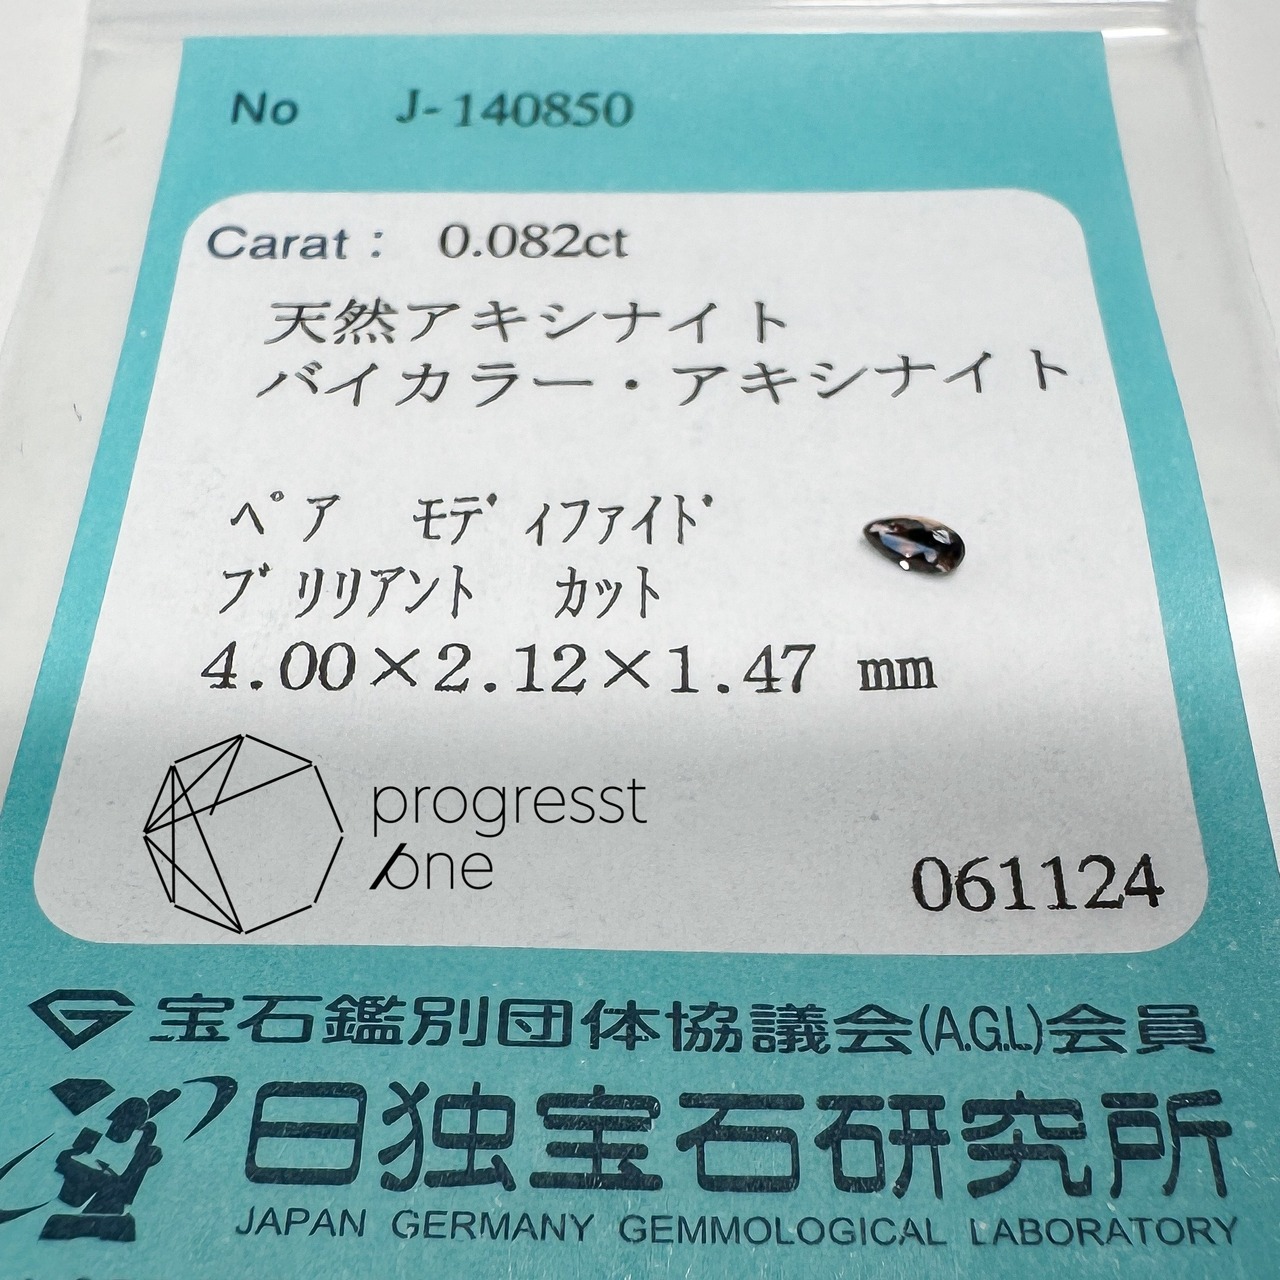 No J-140850
Carat： 0.082ct
天然アキシナイト
バイカラー・アキシナイト
ﾍﾟｱ ﾓﾃﾞｨﾌｧｲﾄﾞ
ﾌﾞﾘﾘｱﾝﾄ ｶｯﾄ
4.00×2.12×1.47 mm
progresst
one
061124
宝石鑑別団体協議会(A.G.L)会員
日独宝石研究所
JAPAN GERMANY GEMMOLOGICAL LABORATORY